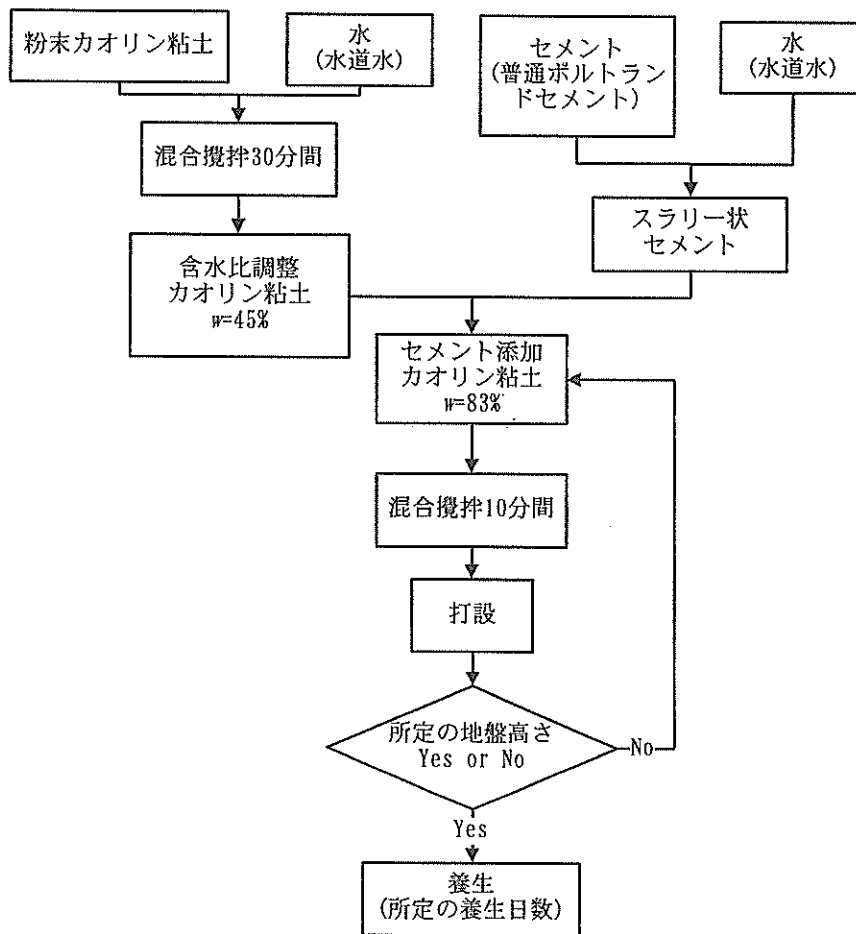 粉末カオリン粘土
水
(水道水)
セメント
(普通ポルトラン
ドセメント)
水
(水道水)
混合攪拌30分間
スラリー状
セメント
含水比調整
カオリン粘土
w=45%
セメント添加
カオリン粘土
w=83%
混合攪拌10分間
打設
所定の地盤高さ
Yes or No
No
Yes
養生
(所定の養生日数)